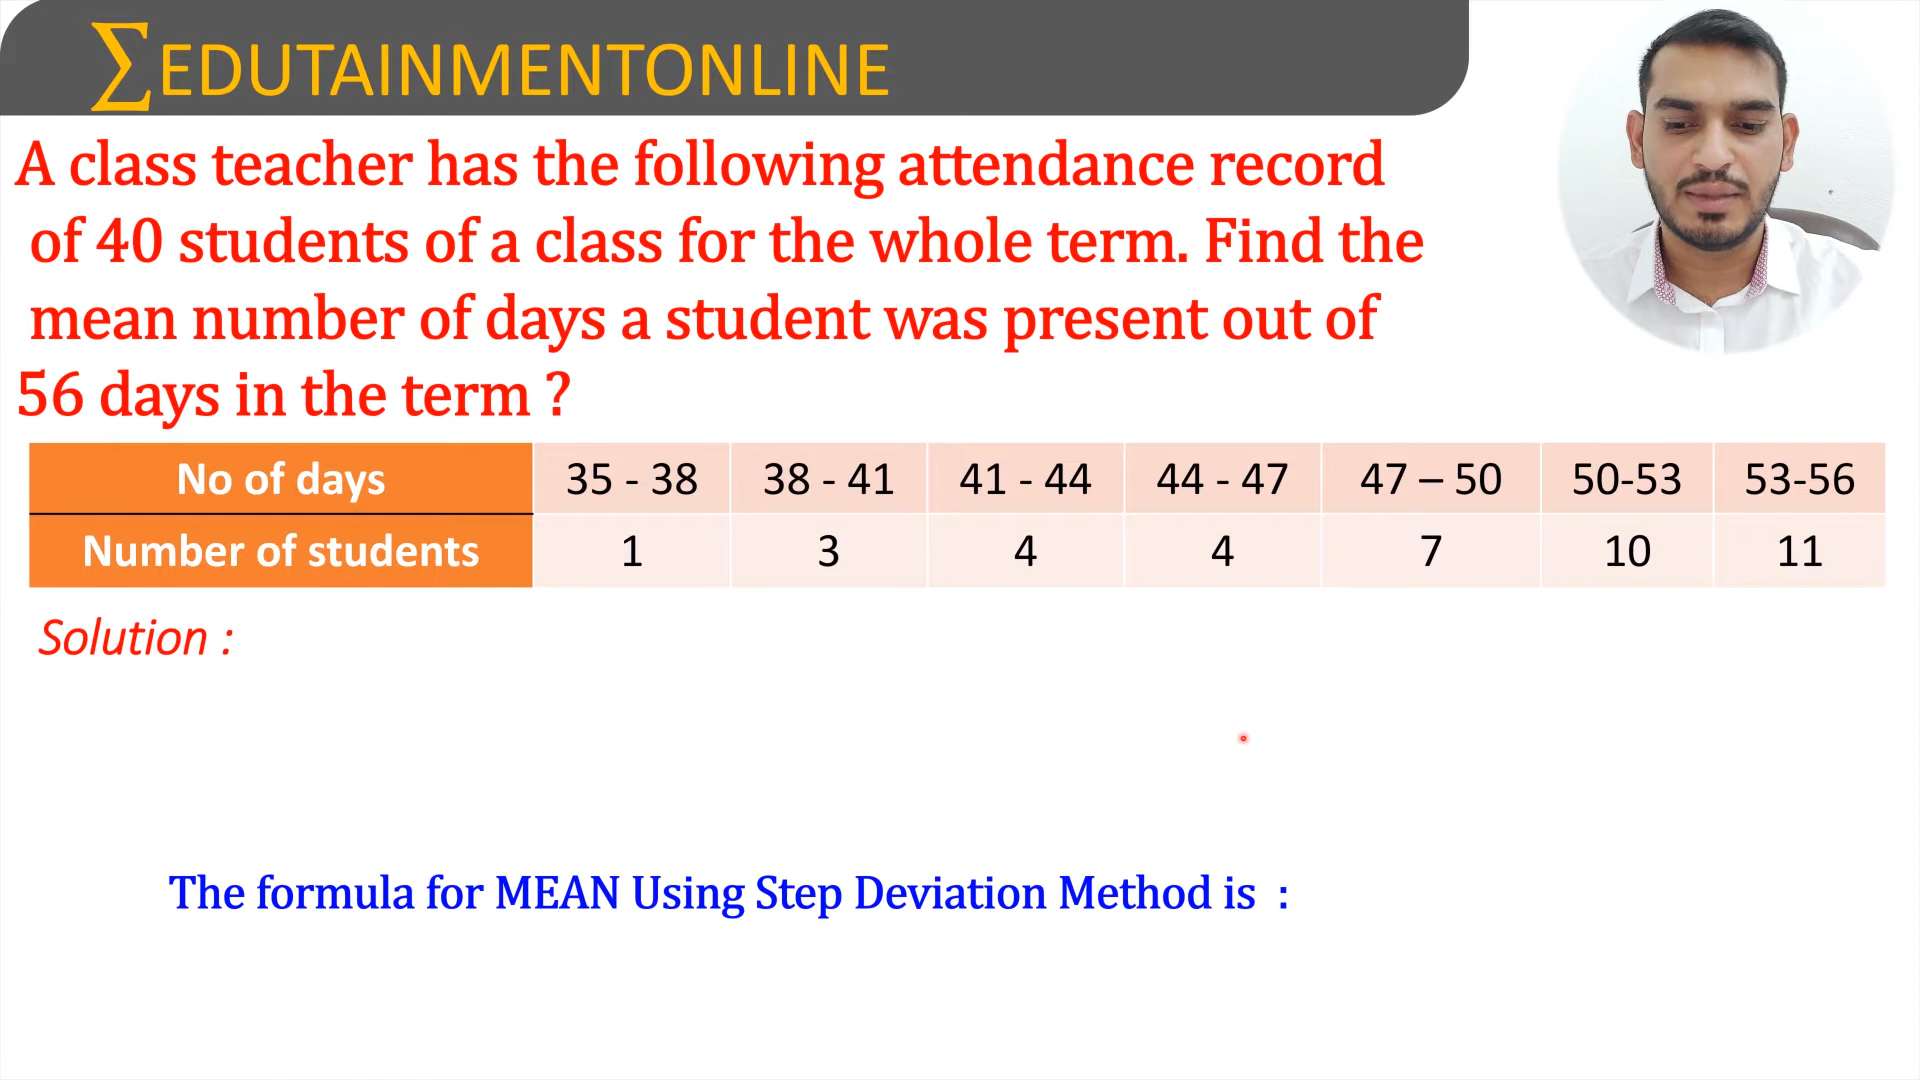 ∑EDUTAINMENTONLINE
A class teacher has the following attendance record
of 40 students of a class for the whole term. Find the
mean number of days a student was present out of
56 days in the term ?
No of days 35 - 38 38 - 41 41 - 44 44 - 47 47 – 50 50-53 53-56
Number of students 1 3 4 4 7 10 11
Solution :
The formula for MEAN Using Step Deviation Method is :